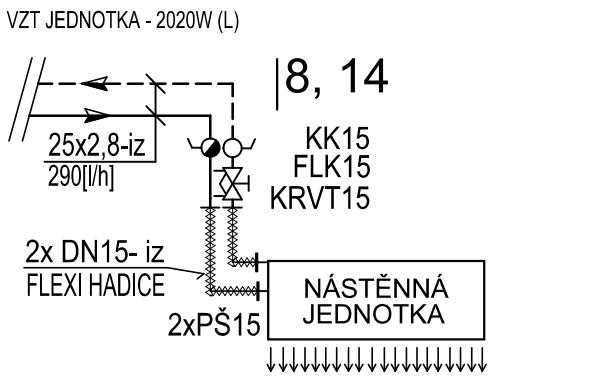 VZT JEDNOTKA - 2020W (L)
8, 14
25x2,8-iz
290[l/h]
KK15
FLK15
KRVT15
2x DN15- iz
FLEXI HADICE
2xPŠ15
NÁSTĚNNÁ
JEDNOTKA